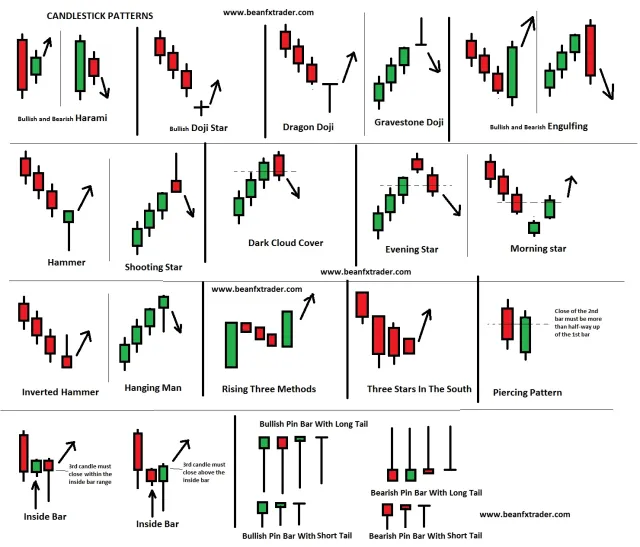 CANDLESTICK PATTERNS
www.beanfxtrader.com
Bullish and Bearish Harami
Bullish Doji Star
Dragon Doji
Gravestone Doji
Bullish and Bearish Engulfing
Hammer
Shooting Star
Dark Cloud Cover
Evening Star
Morning star
www.beanfxtrader.com
www.beanfxtrader.com
Inverted Hammer
Hanging Man
Rising Three Methods
Three Stars In The South
Close of the 2nd
bar must be more
than half-way up
of the 1st bar
Piercing Pattern
3rd candle must
close within the
inside bar range
Inside Bar
3rd candle must
close above the
inside bar
Inside Bar
Bullish Pin Bar With Long Tail
Bearish Pin Bar With Long Tail
www.beanfxtrader.com
Bullish Pin Bar With Short Tail
Bearish Pin Bar With Short Tail